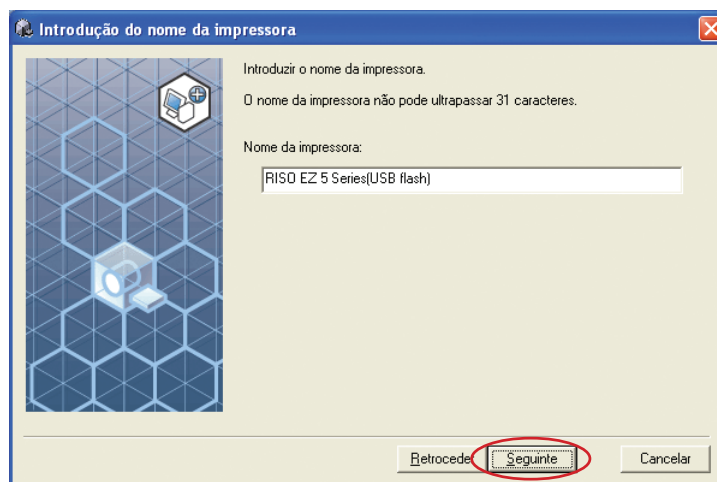 Introdução do nome da impressora
Introduzir o nome da impressora.
O nome da impressora não pode ultrapassar 31 caracteres.
Nome da impressora:
RISO EZ 5 Series(USB flash)
Retrocede Seguinte Cancelar